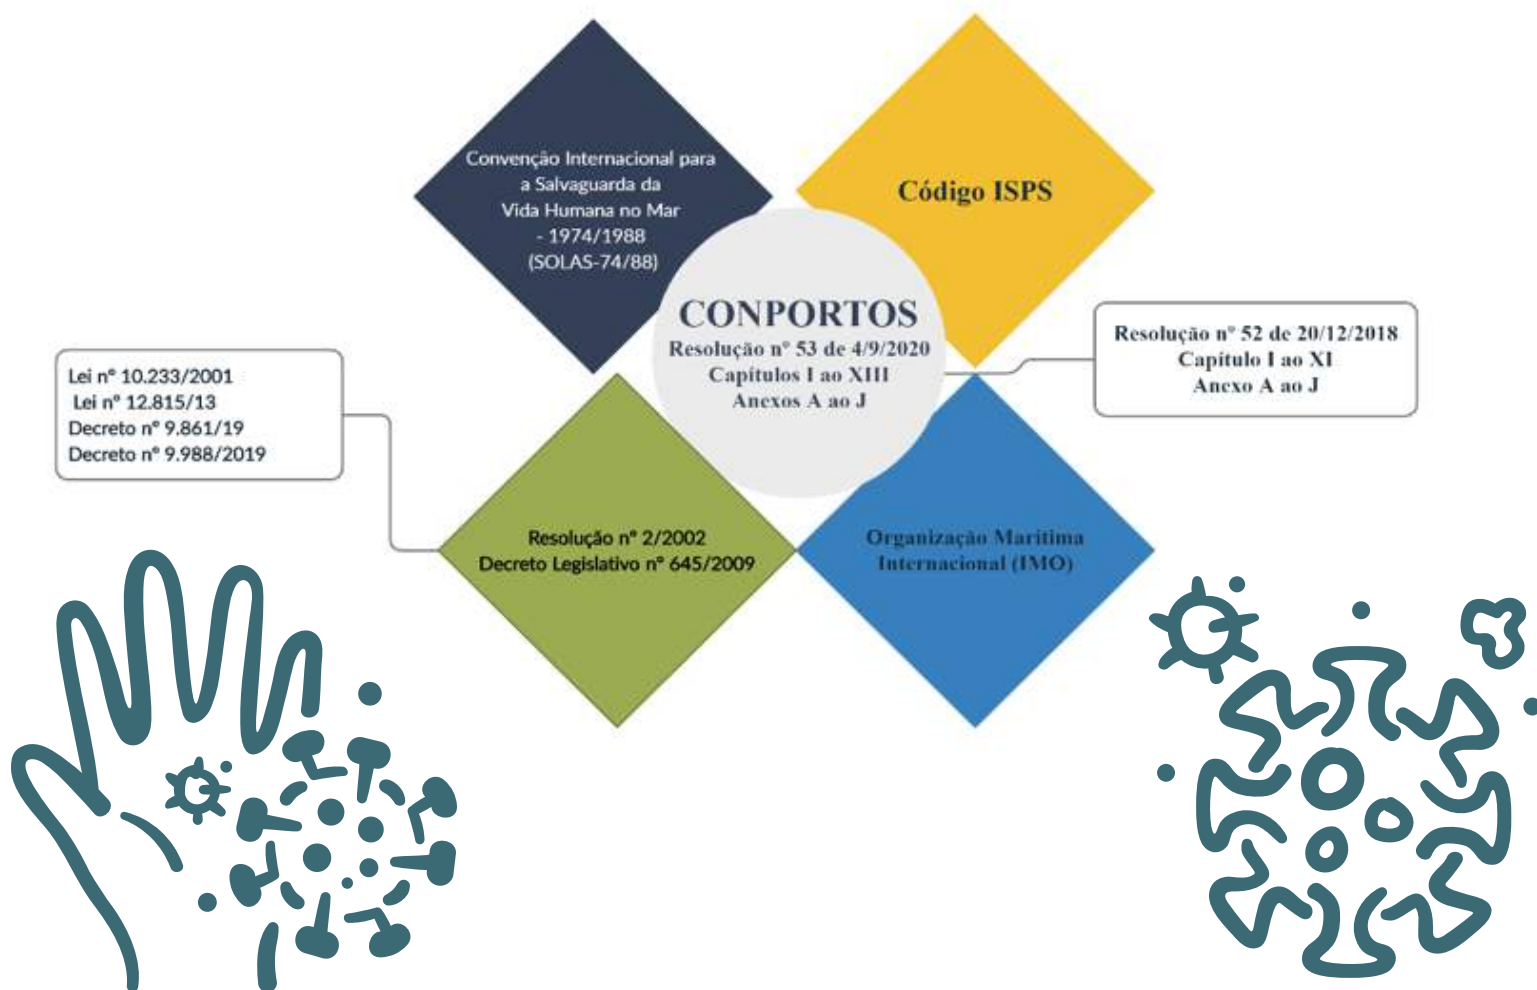 Convenção Internacional para
a Salvaguarda da
Vida Humana no Mar
- 1974/1988
(SOLAS-74/88)
Código ISPS
CONPORTOS
Resolução nº 53 de 4/9/2020
Capítulos I ao XIII
Anexos A ao J
Resolução nº 52 de 20/12/2018
Capítulo I ao XI
Anexo A ao J
Lei nº 10.233/2001
Lei nº 12.815/13
Decreto nº 9.861/19
Decreto nº 9.988/2019
Resolução nº 2/2002
Decreto Legislativo nº 645/2009
Organização Marítima
Internacional (IMO)